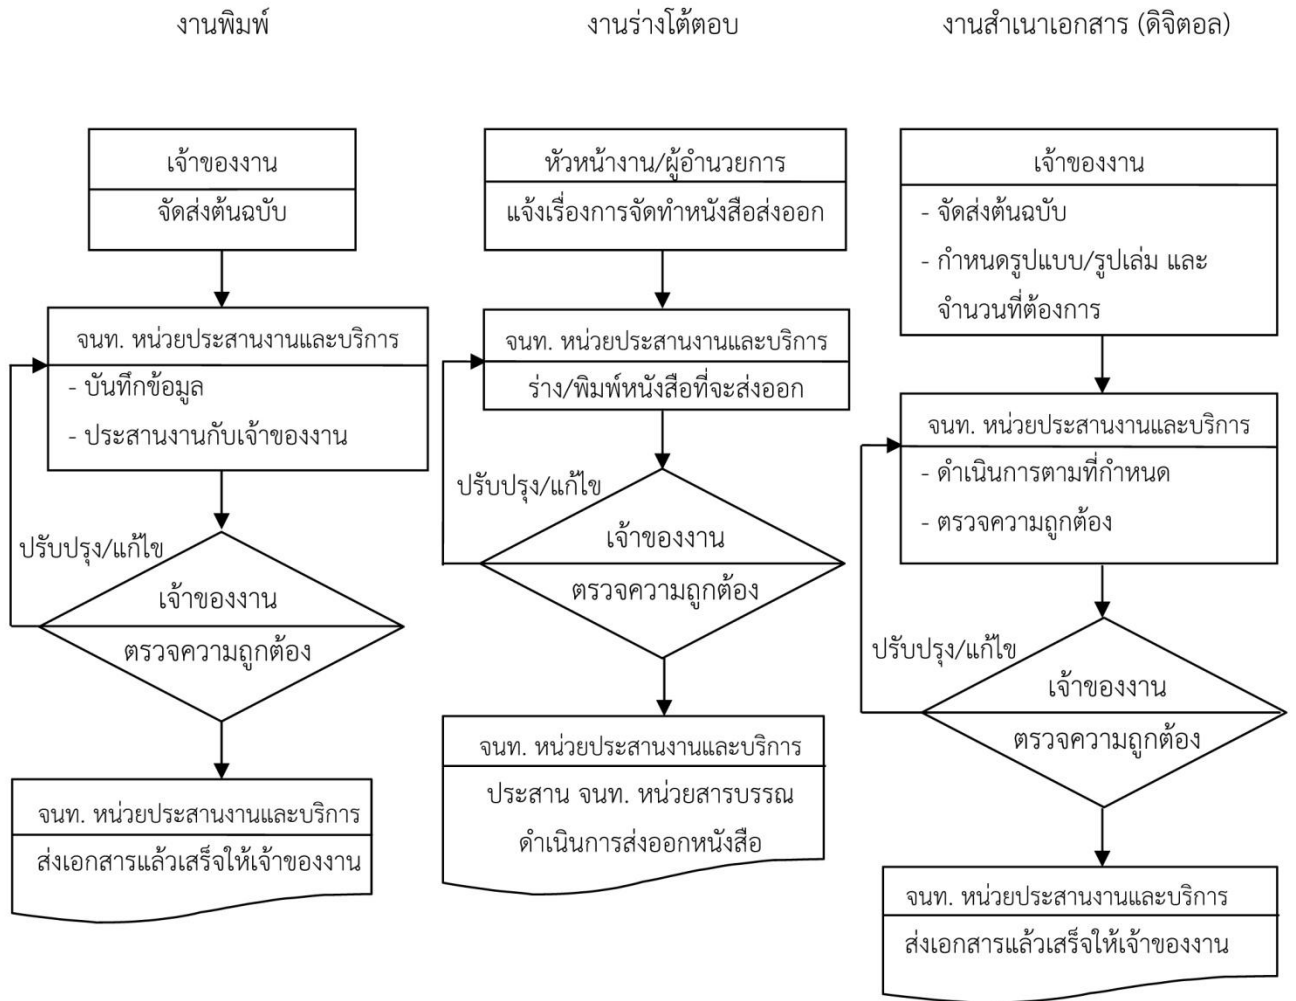 งานพิมพ์
เจ้าของงาน
จัดส่งต้นฉบับ
จนท. หน่วยประสานงานและบริการ
- บันทึกข้อมูล
- ประสานงานกับเจ้าของงาน
ปรับปรุง/แก้ไข
เจ้าของงาน
ตรวจความถูกต้อง
จนท. หน่วยประสานงานและบริการ
ส่งเอกสารแล้วเสร็จให้เจ้าของงาน
งานร่างโต้ตอบ
หัวหน้างาน/ผู้อำนวยการ
แจ้งเรื่องการจัดทำหนังสือส่งออก
จนท. หน่วยประสานงานและบริการ
ร่าง/พิมพ์หนังสือที่จะส่งออก
ปรับปรุง/แก้ไข
เจ้าของงาน
ตรวจความถูกต้อง
จนท. หน่วยประสานงานและบริการ
ประสาน จนท. หน่วยสารบรรณ
ดำเนินการส่งออกหนังสือ
งานสำเนาเอกสาร (ดิจิตอล)
เจ้าของงาน
- จัดส่งต้นฉบับ
- กำหนดรูปแบบ/รูปเล่ม และ
จำนวนที่ต้องการ
จนท. หน่วยประสานงานและบริการ
- ดำเนินการตามที่กำหนด
- ตรวจความถูกต้อง
ปรับปรุง/แก้ไข
เจ้าของงาน
ตรวจความถูกต้อง
จนท. หน่วยประสานงานและบริการ
ส่งเอกสารแล้วเสร็จให้เจ้าของงาน